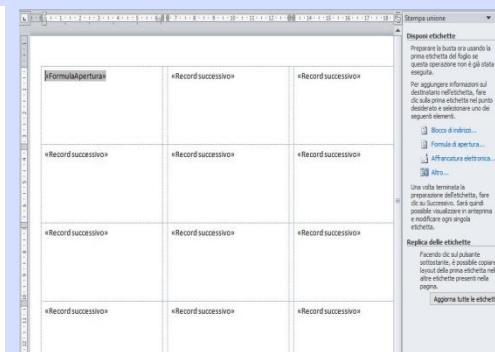 Stampa unione
Disponi etichette
Preparare la busta ora usando la
prima etichetta del foglio se
questa operazione non è già stata
eseguita.
Per aggiungere informazioni sul
destinatario nell'etichetta, fare
clic sulla prima etichetta nel punto
desiderato e selezionare uno dei
seguenti elementi.
Blocco di indirizzi...
Formula di apertura...
Affrancatura elettronica...
Altro...
Una volta terminata la
preparazione dell'etichetta, fare
clic su Successivo. Sarà quindi
possibile visualizzare in anteprima
e modificare ogni singola
etichetta.
Replica delle etichette
Facendo clic sul pulsante
sottostante, è possibile copiare
layout della prima etichetta nelle
altre etichette presenti nella
pagina.
Aggiorna tutte le etichett
«FormulaApertura» «Record successivo» «Record successivo»
«Record successivo» «Record successivo» «Record successivo»
«Record successivo» «Record successivo» «Record successivo»
«Record successivo» «Record successivo» «Record successivo»